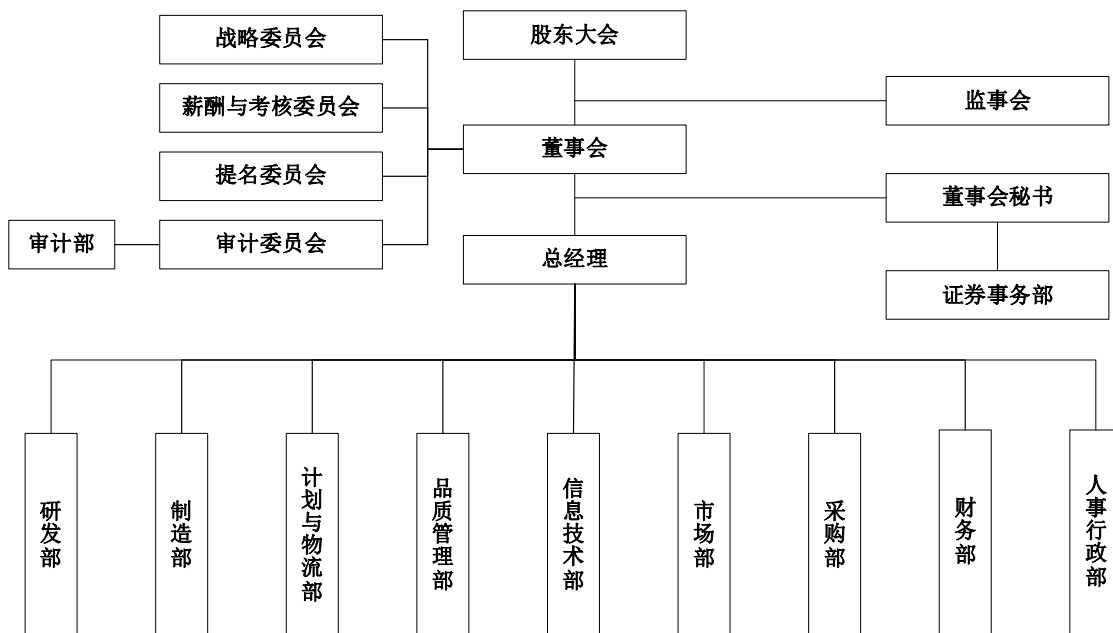 战略委员会
股东大会
薪酬与考核委员会
监事会
董事会
提名委员会
董事会秘书
审计部
审计委员会
总经理
证券事务部
研发部
制造部
计划与物流部
品质管理部
信息技术部
市场部
采购部
财务部
人事行政部